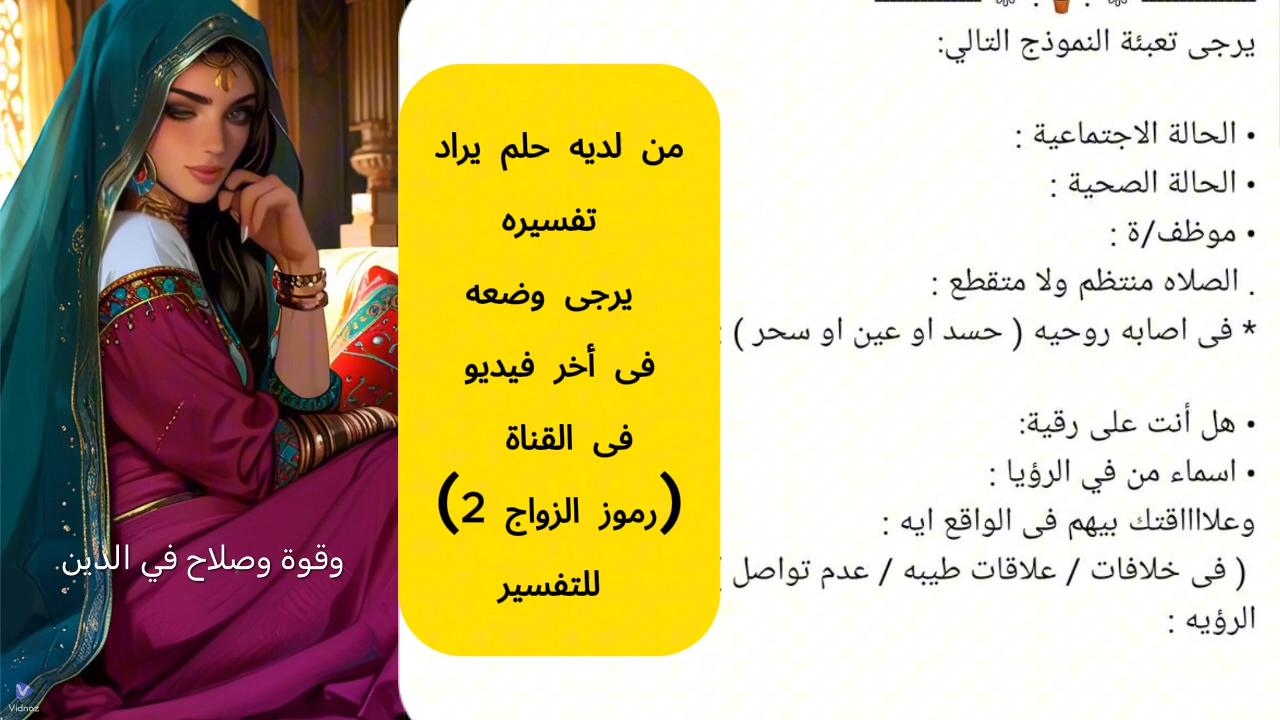 يرجى تعبئة النموذج التالي:
• الحالة الاجتماعية :
• الحالة الصحية :
• موظف/ة :
. الصلاه منتظم ولا متقطع :
* فى اصابه روحيه ( حسد او عين او سحر ) :
• هل أنت على رقية:
• اسماء من في الرؤيا :
وعلااااقتك بيهم فى الواقع ايه :
( فى خلافات / علاقات طيبه / عدم تواصل )
الرؤيه :
من لديه حلم يراد
تفسيره
يرجى وضعه
فى أخر فيديو
فى القناة
(رموز الزواج 2)
للتفسير
وقوة وصلاح في الدين.
Vidnoz